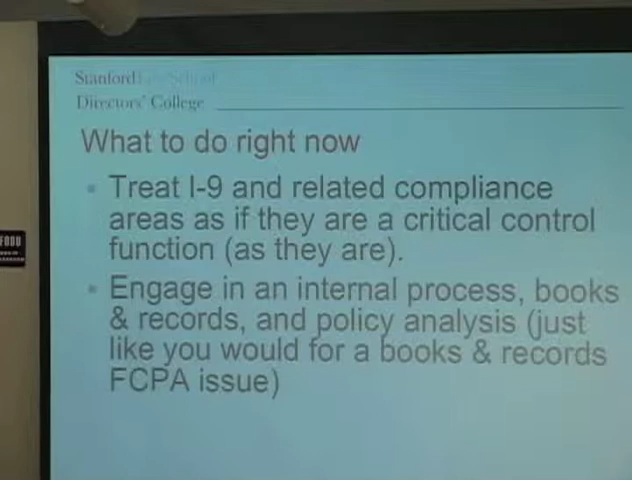 Stanford Law School
Directors' College
What to do right now
Treat I-9 and related compliance
areas as if they are a critical control
function (as they are).
Engage in an internal process, books
& records, and policy analysis (just
like you would for a books & records
FCPA issue)